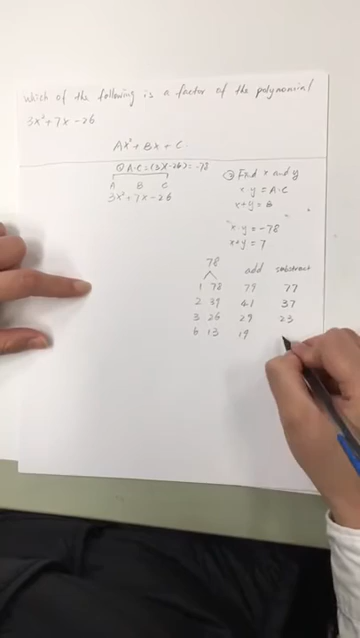 Which of the following is a factor of the polynomial
3x²+7x-26
Ax²+Bx+C
① A·C=(3)(-26)=-78
A B C
3x²+7x-26
② Find x and y
x·y=A·C
x+y=B
x·y=-78
x+y=7
78
add substract
1 78 79 77
2 39 41 37
3 26 29 23
6 13 19